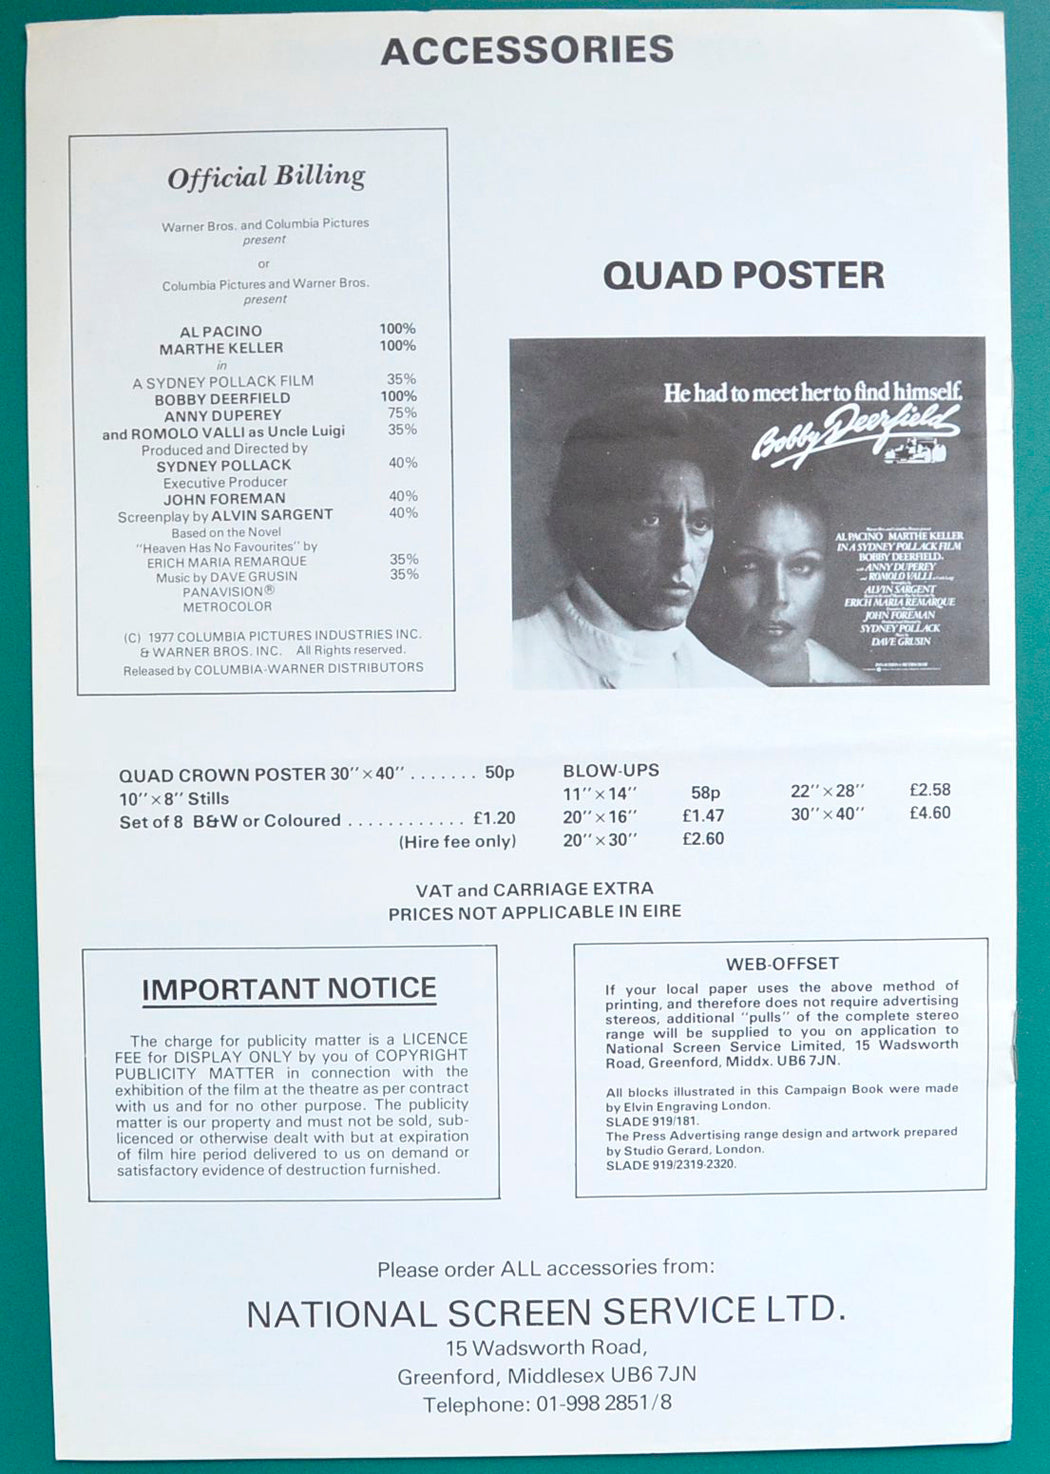 ACCESSORIES
Official Billing
Warner Bros. and Columbia Pictures
present
or
Columbia Pictures and Warner Bros.
present
AL PACINO 100%
MARTHE KELLER 100%
in
A SYDNEY POLLACK FILM 35%
BOBBY DEERFIELD 100%
ANNY DUPEREY 75%
and ROMOLO VALLI as Uncle Luigi 35%
Produced and Directed by
SYDNEY POLLACK 40%
Executive Producer
JOHN FOREMAN 40%
Screenplay by ALVIN SARGENT 40%
Based on the Novel
"Heaven Has No Favourites" by
ERICH MARIA REMARQUE 35%
Music by DAVE GRUSIN 35%
PANAVISION®
METROCOLOR
(C) 1977 COLUMBIA PICTURES INDUSTRIES INC.
& WARNER BROS. INC. All Rights reserved.
Released by COLUMBIA-WARNER DISTRIBUTORS
QUAD POSTER
He had to meet her to find himself.
Bobby Deerfield
AL PACINO MARTHE KELLER
IN A SYDNEY POLLACK FILM
BOBBY DEERFIELD.
ANNY DUPEREY
ROMOLO VALLI
ALVIN SARGENT
ERICH MARIA REMARQUE
JOHN FOREMAN
SYDNEY POLLACK
DAVE GRUSIN
QUAD CROWN POSTER 30"×40" ....... 50p
10"×8" Stills
Set of 8 B&W or Coloured ............ £1.20
(Hire fee only)
BLOW-UPS
11"×14" 58p 22"×28" £2.58
20"×16" £1.47 30"×40" £4.60
20"×30" £2.60
VAT and CARRIAGE EXTRA
PRICES NOT APPLICABLE IN EIRE
IMPORTANT NOTICE
The charge for publicity matter is a LICENCE
FEE for DISPLAY ONLY by you of COPYRIGHT
PUBLICITY MATTER in connection with the
exhibition of the film at the theatre as per contract
with us and for no other purpose. The publicity
matter is our property and must not be sold, sub-
licenced or otherwise dealt with but at expiration
of film hire period delivered to us on demand or
satisfactory evidence of destruction furnished.
WEB-OFFSET
If your local paper uses the above method of
printing, and therefore does not require advertising
stereos, additional "pulls" of the complete stereo
range will be supplied to you on application to
National Screen Service Limited, 15 Wadsworth
Road, Greenford, Middx. UB6 7JN.
All blocks illustrated in this Campaign Book were made
by Elvin Engraving London.
SLADE 919/181.
The Press Advertising range design and artwork prepared
by Studio Gerard, London.
SLADE 919/2319-2320.
Please order ALL accessories from:
NATIONAL SCREEN SERVICE LTD.
15 Wadsworth Road,
Greenford, Middlesex UB6 7JN
Telephone: 01-998 2851/8